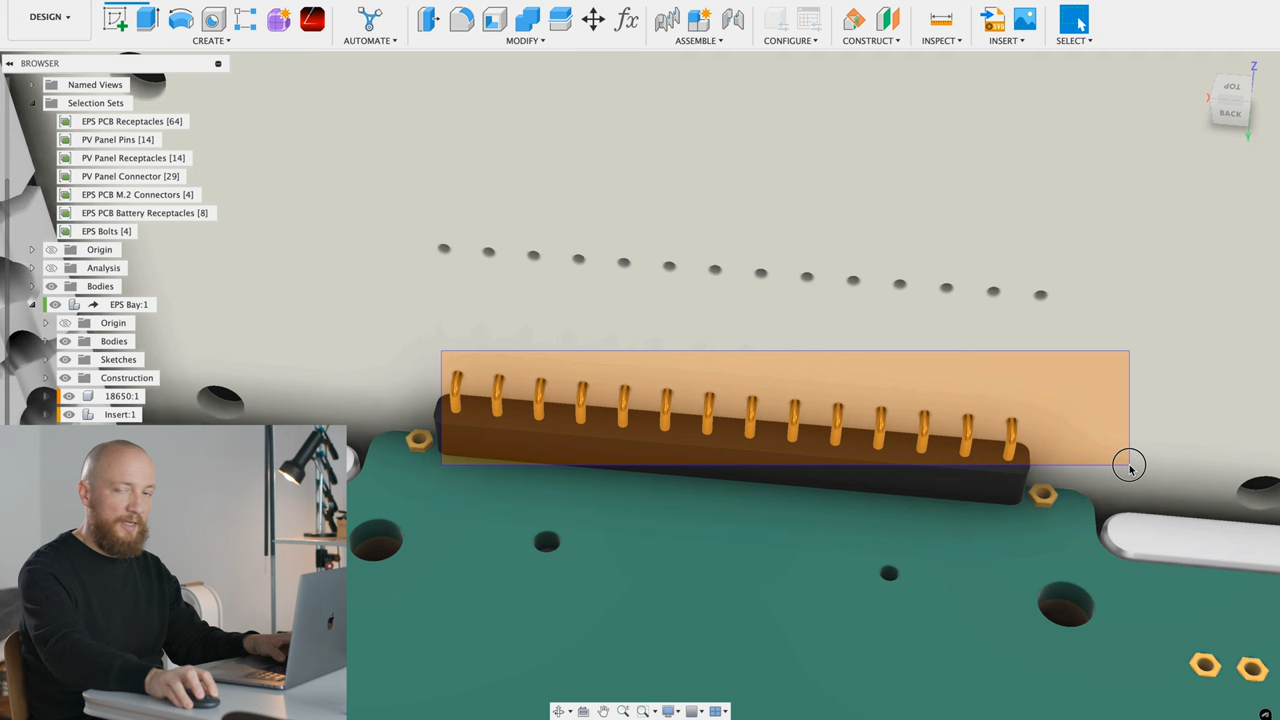 DESIGN
CREATE
AUTOMATE
MODIFY
fx
ASSEMBLE
CONFIGURE
CONSTRUCT
INSPECT
INSERT
SELECT
BROWSER
Named Views
Selection Sets
EPS PCB Receptacles [64]
PV Panel Pins [14]
PV Panel Receptacles [14]
PV Panel Connector [29]
EPS PCB M.2 Connectors [4]
EPS PCB Battery Receptacles [8]
EPS Bolts [4]
Origin
Analysis
Bodies
EPS Bay:1
Origin
Bodies
Sketches
Construction
18650:1
Insert:1
Z
TOP
X
BACK
Y